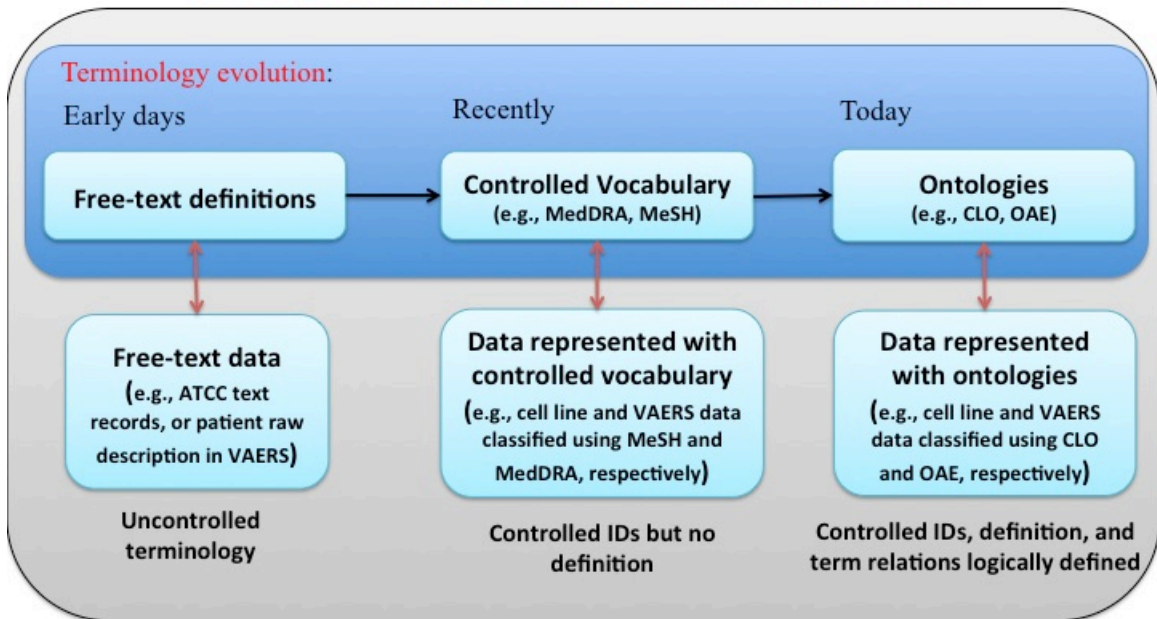 Terminology evolution:
Early days
Recently
Today
Free-text definitions
Controlled Vocabulary
(e.g., MedDRA, MeSH)
Ontologies
(e.g., CLO, OAE)
Free-text data
(e.g., ATCC text
records, or patient raw
description in VAERS)
Data represented with
controlled vocabulary
(e.g., cell line and VAERS data
classified using MeSH and
MedDRA, respectively)
Data represented
with ontologies
(e.g., cell line and VAERS
data classified using CLO
and OAE, respectively)
Uncontrolled
terminology
Controlled IDs but no
definition
Controlled IDs, definition, and
term relations logically defined